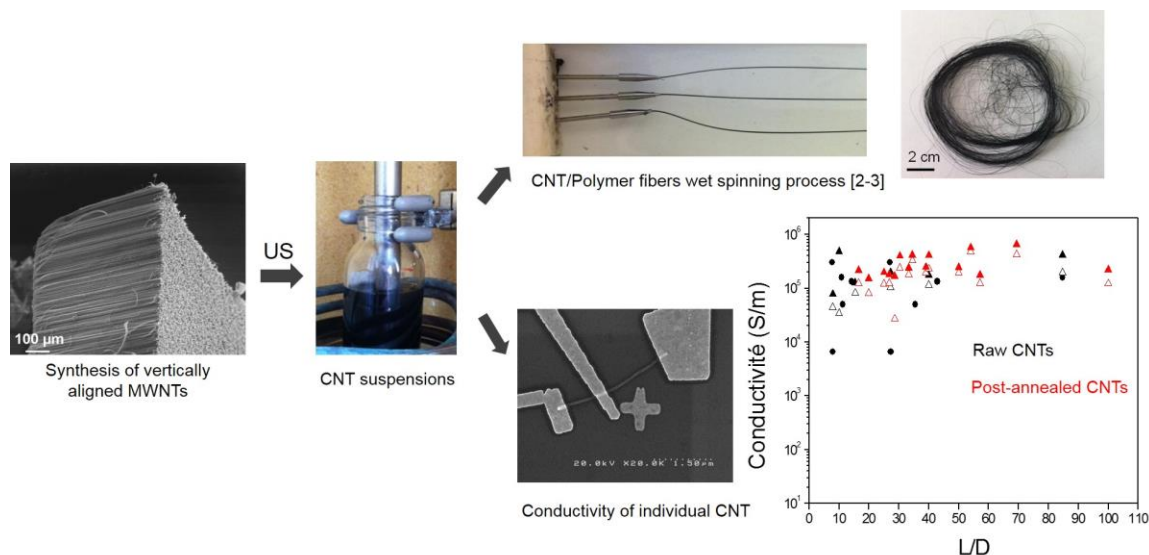 CNT/Polymer fibers wet spinning process [2-3]
2 cm
US
100 µm
Synthesis of vertically
aligned MWNTs
CNT suspensions
20.0kV X20.0K 1.50µm
Conductivity of individual CNT
Conductivité (S/m)
10⁶
10⁵
10⁴
10³
10²
10¹
Raw CNTs
Post-annealed CNTs
0 10 20 30 40 50 60 70 80 90 100 110
L/D